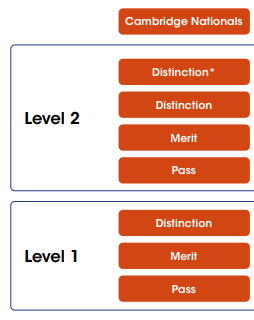 Cambridge Nationals
Level 2
Distinction*
Distinction
Merit
Pass
Level 1
Distinction
Merit
Pass